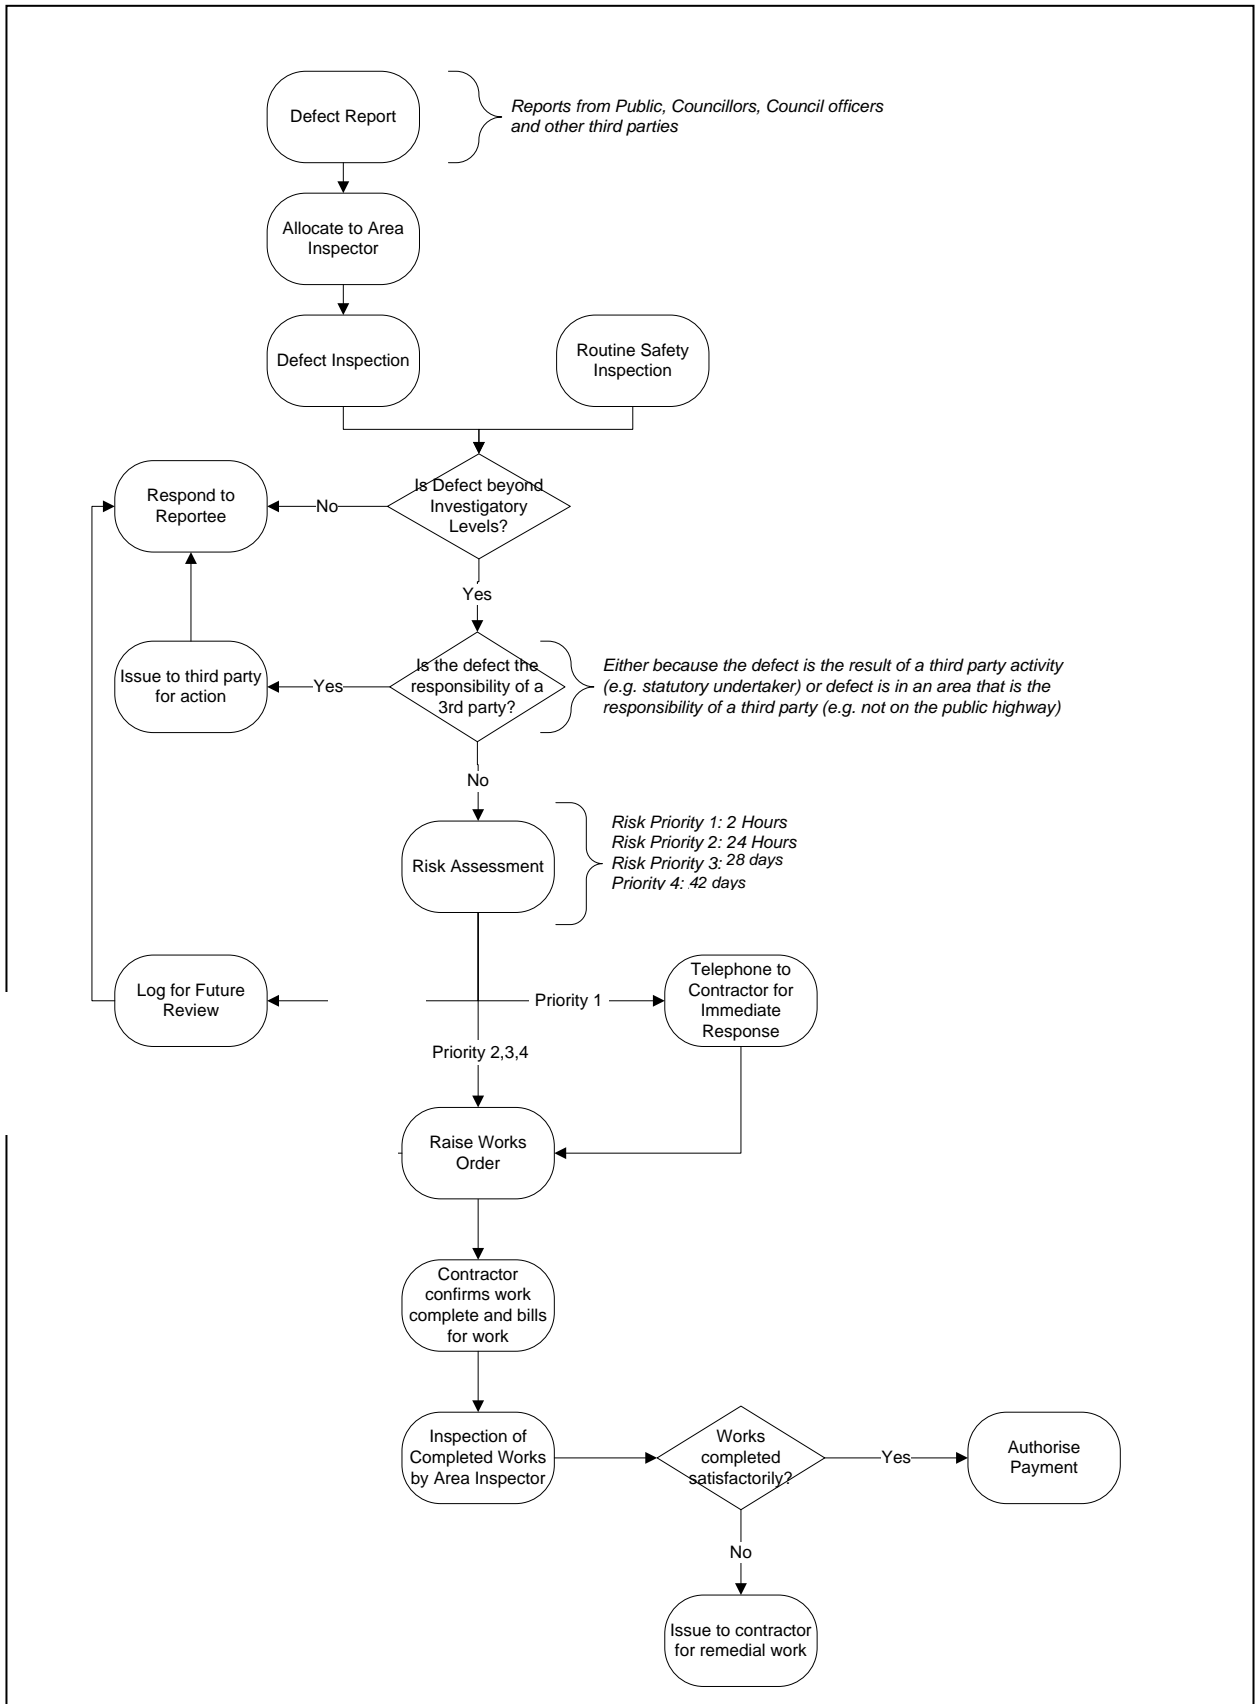 Defect Report
Reports from Public, Councillors, Council officers
and other third parties
Allocate to Area
Inspector
Defect Inspection
Routine Safety
Inspection
Is Defect beyond
Investigatory
Levels?
No
Respond to
Reportee
Yes
Is the defect the
responsibility of a
3rd party?
Yes
Issue to third party
for action
Either because the defect is the result of a third party activity
(e.g. statutory undertaker) or defect is in an area that is the
responsibility of a third party (e.g. not on the public highway)
No
Risk Assessment
Risk Priority 1: 2 Hours
Risk Priority 2: 24 Hours
Risk Priority 3: 28 days
Priority 4: 42 days
Log for Future
Review
Priority 1
Telephone to
Contractor for
Immediate
Response
Priority 2,3,4
Raise Works
Order
Contractor
confirms work
complete and bills
for work
Inspection of
Completed Works
by Area Inspector
Works
completed
satisfactorily?
Yes
Authorise
Payment
No
Issue to contractor
for remedial work